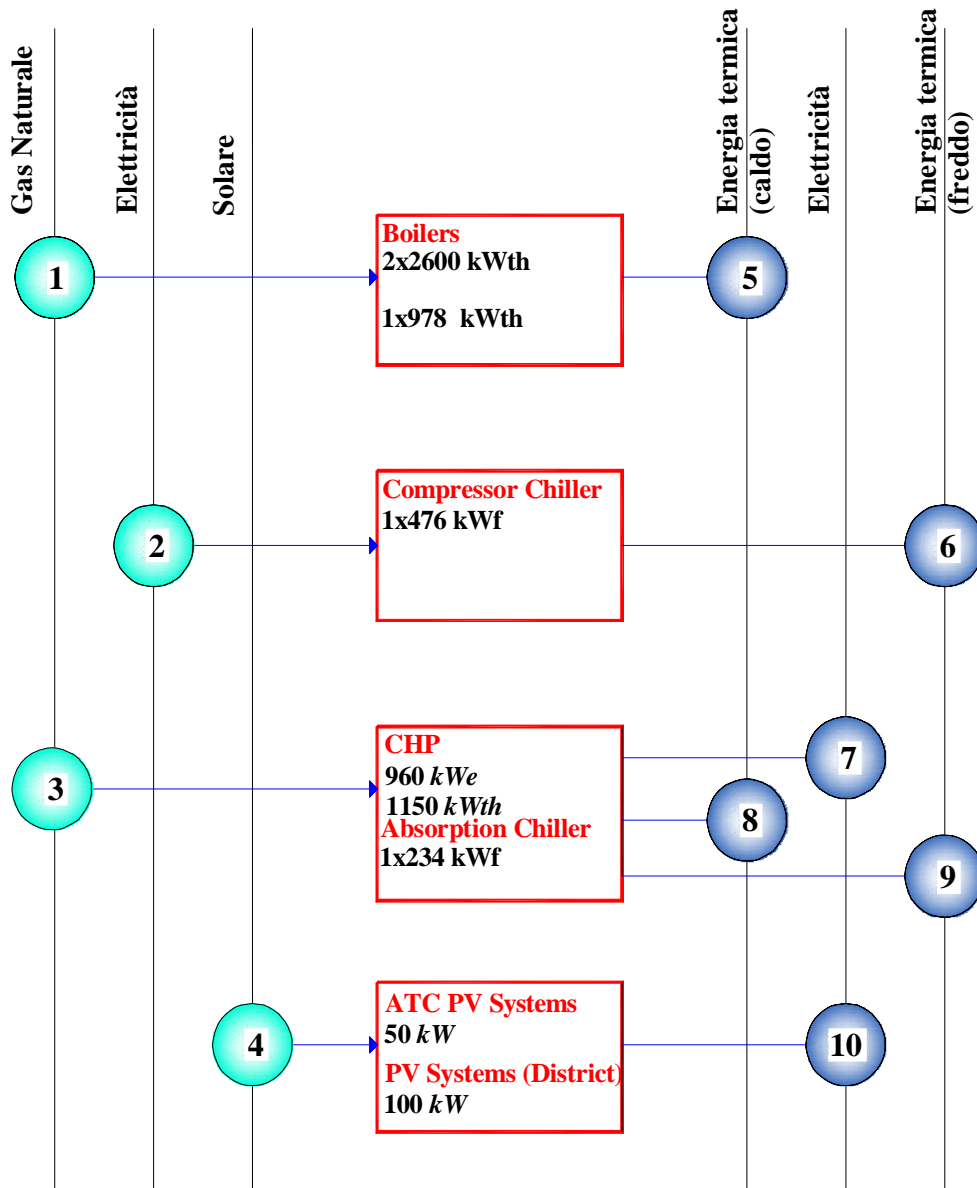 Gas Naturale
Elettricità
Solare
Energia termica
(caldo)
Elettricità
Energia termica
(freddo)
1
Boilers
2x2600 kWth
1x978 kWth
5
2
Compressor Chiller
1x476 kWf
6
3
CHP
960 kWe
1150 kWth
Absorption Chiller
1x234 kWf
7
8
9
4
ATC PV Systems
50 kW
PV Systems (District)
100 kW
10